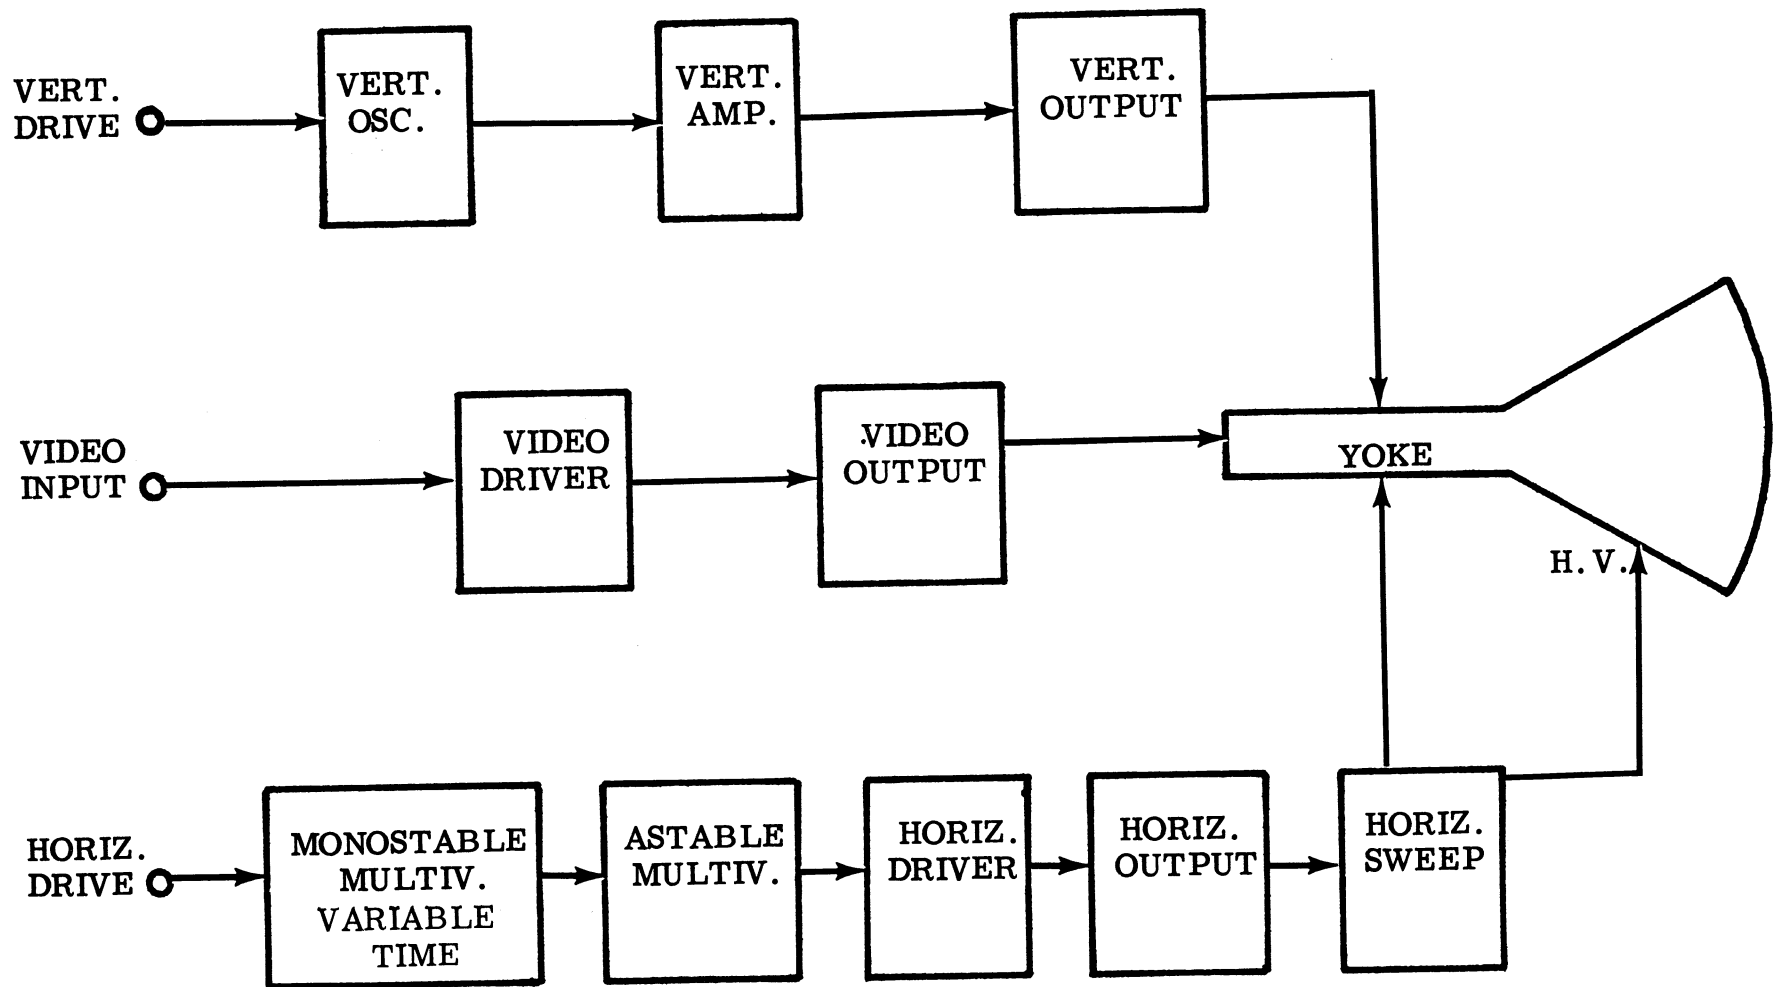 VERT.
DRIVE
VERT.
OSC.
VERT.
AMP.
VERT.
OUTPUT
VIDEO
INPUT
VIDEO
DRIVER
VIDEO
OUTPUT
YOKE
H. V.
HORIZ.
DRIVE
MONOSTABLE
MULTIV.
VARIABLE
TIME
ASTABLE
MULTIV.
HORIZ.
DRIVER
HORIZ.
OUTPUT
HORIZ.
SWEEP